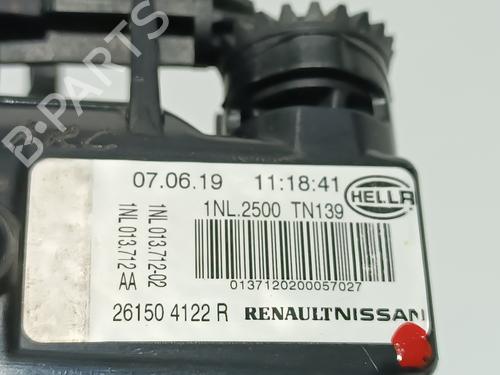 B-PARTS
07.06.19 11:18:41
HELLA
1NL.2500 TN139
1NL 013.712-02
1NL.013.712 AA
0137120200057027
26150 4122 R RENAULTNISSAN